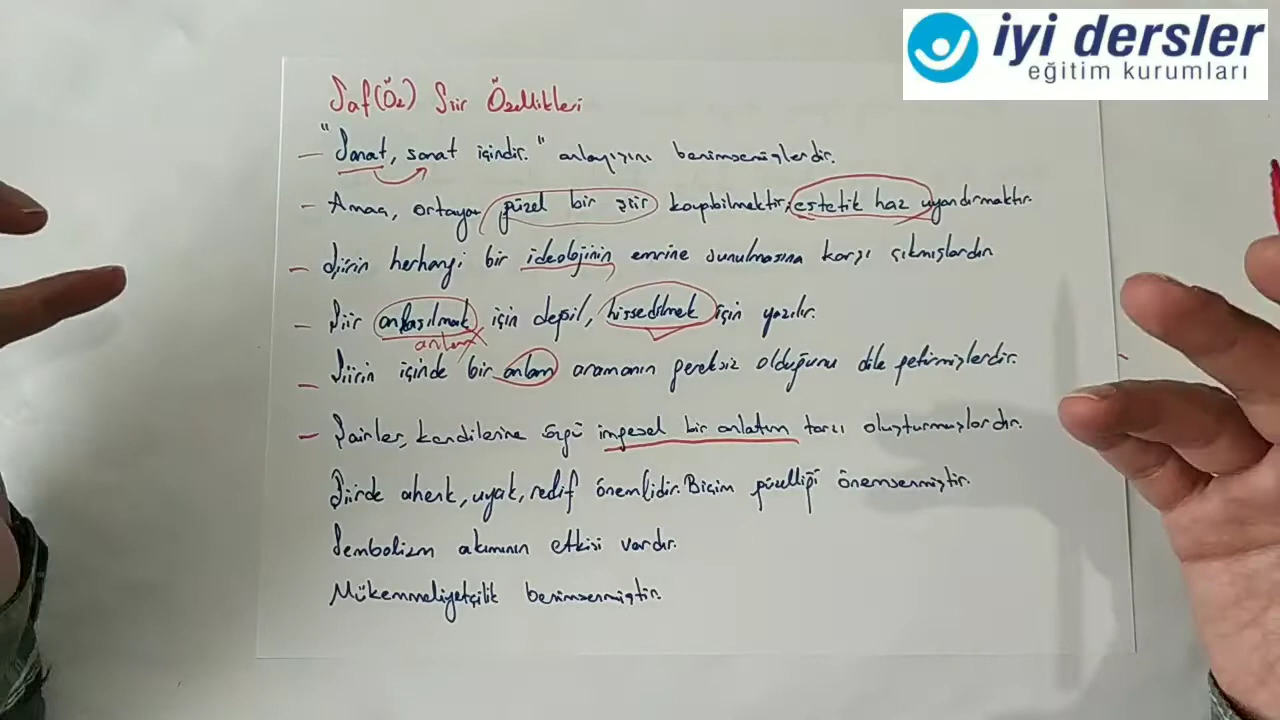 iyi dersler
eğitim kurumları
Saf (Öz) Şiir Özellikleri
– "Sanat, sanat içindir." anlayışını benimsemişlerdir.
– Amaç, ortaya güzel bir şiir koyabilmektir, estetik haz uyandırmaktır.
– Şiirin herhangi bir ideolojinin emrine sunulmasına karşı çıkmışlardır
– Şiir anlaşılmak için değil, hissedilmek için yazılır.
anlam
– Şiirin içinde bir anlam aramanın gereksiz olduğunu dile getirmişlerdir.
– Şairler, kendilerine özgü imgesel bir anlatım tarzı oluşturmuşlardır.
Şiirde ahenk, uyak, redif önemlidir. Biçim güzelliği önemsenmiştir.
Sembolizm akımının etkisi vardır.
Mükemmeliyetçilik benimsenmiştir.